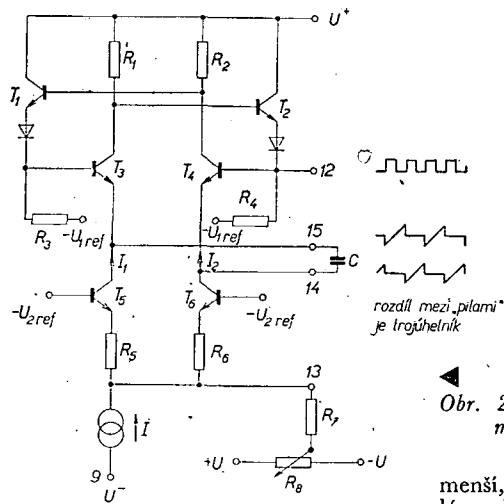 U⁺
R₁
R₂
T₁
T₂
T₃
T₄
12
R₃
-U₁ref
-U₁ref
R₄
15
I₁
I₂
C
14
-U₂ref
T₅
T₆
-U₂ref
rozdíl mezi „pilami"
je trojúhelník
R₅
R₆
13
I
R₇
9
U⁻
+U
R₈
-U
Obr. 2
menší,